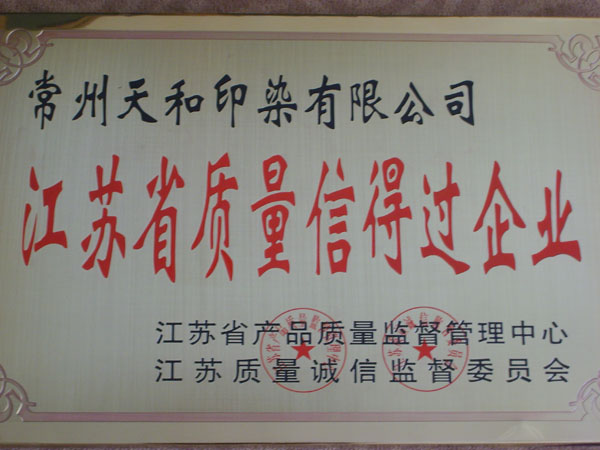 常州天和印染有限公司
江苏省质量信得过企业
江苏省产品质量监督管理中心
江苏质量诚信监督委员会